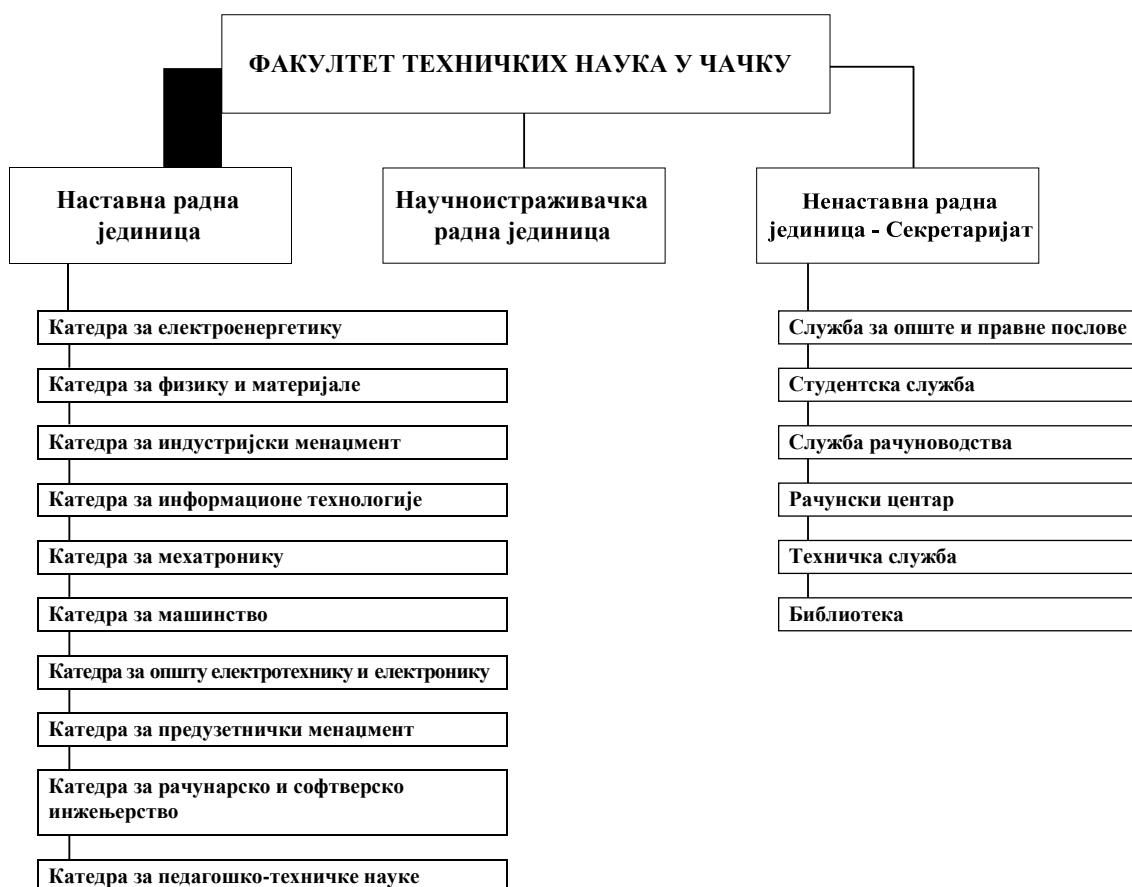 ФАКУЛТЕТ ТЕХНИЧКИХ НАУКА У ЧАЧКУ
Наставна радна
јединица
Научноистраживачка
радна јединица
Ненаставна радна
јединица - Секретаријат
Катедра за електроенергетику
Катедра за физику и материјале
Катедра за индустријски менаџмент
Катедра за информационе технологије
Катедра за мехатронику
Катедра за машинство
Катедра за општу електротехнику и електронику
Катедра за предузетнички менаџмент
Катедра за рачунарско и софтверско
инжењерство
Катедра за педагошко-техничке науке
Служба за опште и правне послове
Студентска служба
Служба рачуноводства
Рачунски центар
Техничка служба
Библиотека